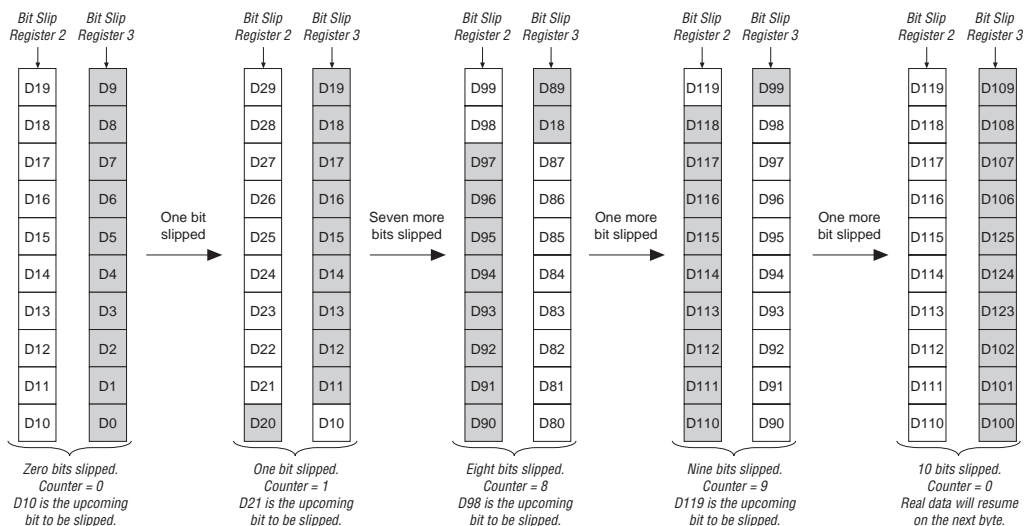 Bit Slip Register 2
Bit Slip Register 3
D19 D9
D18 D8
D17 D7
D16 D6
D15 D5
D14 D4
D13 D3
D12 D2
D11 D1
D10 D0
Zero bits slipped.
Counter = 0
D10 is the upcoming
bit to be slipped.
One bit
slipped
Bit Slip Register 2
Bit Slip Register 3
D29 D19
D28 D18
D27 D17
D26 D16
D25 D15
D24 D14
D23 D13
D22 D12
D21 D11
D20 D10
One bit slipped.
Counter = 1
D21 is the upcoming
bit to be slipped.
Seven more
bits slipped
Bit Slip Register 2
Bit Slip Register 3
D99 D89
D98 D18
D97 D87
D96 D86
D95 D85
D94 D84
D93 D83
D92 D82
D91 D81
D90 D80
Eight bits slipped.
Counter = 8
D98 is the upcoming
bit to be slipped.
One more
bit slipped
Bit Slip Register 2
Bit Slip Register 3
D119 D99
D118 D98
D117 D97
D116 D96
D115 D95
D114 D94
D113 D93
D112 D92
D111 D91
D110 D90
Nine bits slipped.
Counter = 9
D119 is the upcoming
bit to be slipped.
One more
bit slipped
Bit Slip Register 2
Bit Slip Register 3
D119 D109
D118 D108
D117 D107
D116 D106
D115 D125
D114 D124
D113 D123
D112 D102
D111 D101
D110 D100
10 bits slipped.
Counter = 0
Real data will resume
on the next byte.